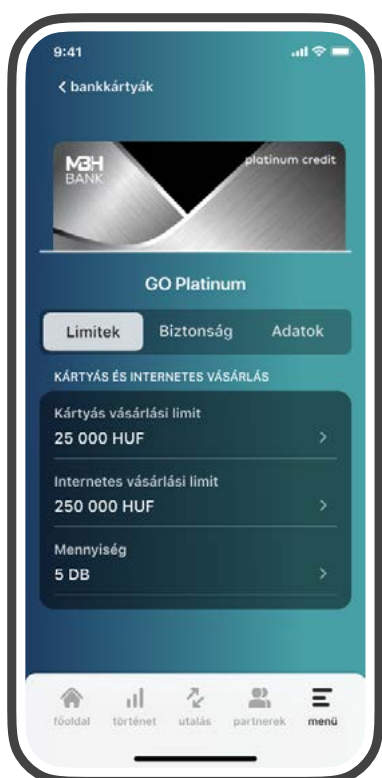 9:41
< bankkártyák
MBH
BANK
platinum credit
GO Platinum
Limitek Biztonság Adatok
KÁRTYÁS ÉS INTERNETES VÁSÁRLÁS
Kártyás vásárlási limit
25 000 HUF
Internetes vásárlási limit
250 000 HUF
Mennyiség
5 DB
főoldal történet utalás partnerek menü